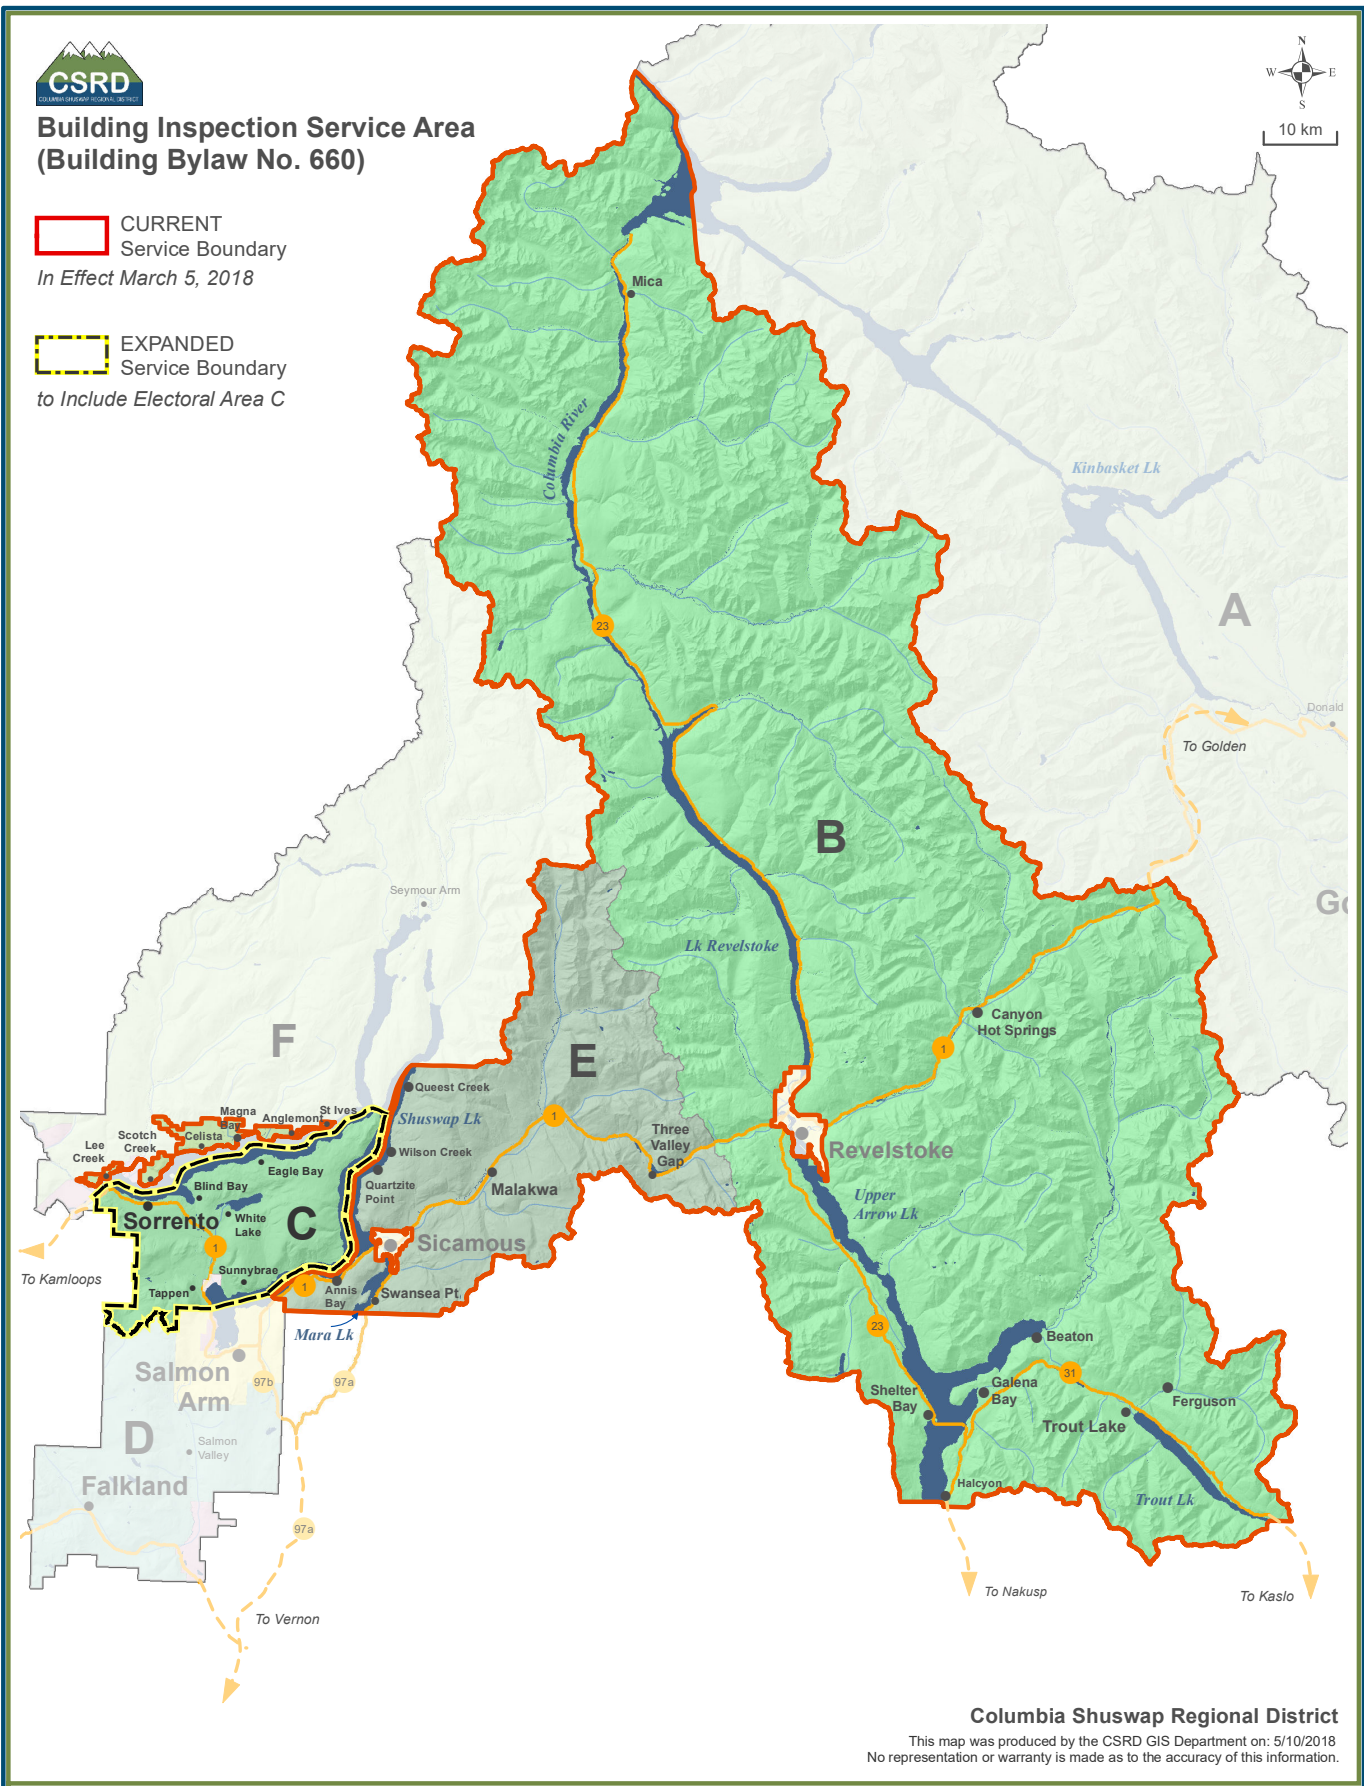 CSRD
COLUMBIA SHUSWAP REGIONAL DISTRICT
Building Inspection Service Area
(Building Bylaw No. 660)
CURRENT
Service Boundary
In Effect March 5, 2018
EXPANDED
Service Boundary
to Include Electoral Area C
N
W
E
S
10 km
Mica
Columbia River
Kinbasket Lk
A
23
Donald
To Golden
B
Seymour Arm
Go
Lk Revelstoke
Canyon
Hot Springs
F
E
1
Queest Creek
Magna
Bay
Anglemont
St Ives
Shuswap Lk
1
Scotch
Creek
Celista
Lee
Creek
Three
Valley
Gap
Revelstoke
Wilson Creek
Eagle Bay
Quartzite
Point
Malakwa
Blind Bay
Upper
Arrow Lk
Sorrento
White
Lake
C
Sicamous
1
To Kamloops
Sunnybrae
Tappen
1
Annis
Bay
Swansea Pt.
Mara Lk
23
Beaton
Salmon
Arm
97b
97a
31
Shelter
Bay
Galena
Bay
Ferguson
Trout Lake
D
Salmon
Valley
Falkland
Halcyon
Trout Lk
97a
To Nakusp
To Kaslo
To Vernon
Columbia Shuswap Regional District
This map was produced by the CSRD GIS Department on: 5/10/2018
No representation or warranty is made as to the accuracy of this information.